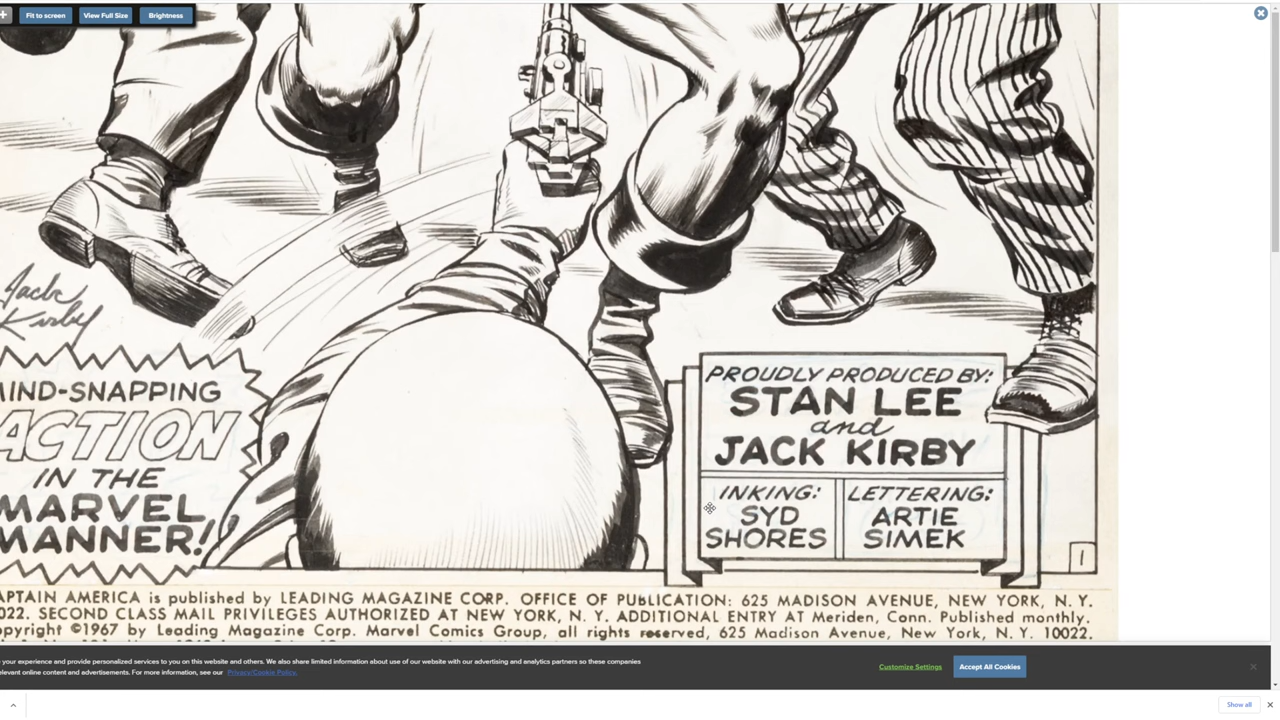 Fit to screen
View Full Size
Brightness
Jack
Kirby
MIND-SNAPPING
ACTION
IN THE
MARVEL
MANNER!
PROUDLY PRODUCED BY:
STAN LEE
and
JACK KIRBY
INKING:
SYD
SHORES
LETTERING:
ARTIE
SIMEK
1
CAPTAIN AMERICA is published by LEADING MAGAZINE CORP. OFFICE OF PUBLICATION: 625 MADISON AVENUE, NEW YORK, N.Y.
022. SECOND CLASS MAIL PRIVILEGES AUTHORIZED AT NEW YORK, N. Y. ADDITIONAL ENTRY AT Meriden, Conn. Published monthly.
opyright ©1967 by Leading Magazine Corp. Marvel Comics Group, all rights reserved, 625 Madison Avenue, New York, N. Y. 10022.
your experience and provide personalized services to you on this website and others. We also share limited information about use of our website with our advertising and analytics partners so these companies
elevant online content and advertisements. For more information, see our Privacy/Cookie Policy.
Customize Settings
Accept All Cookies
Show all